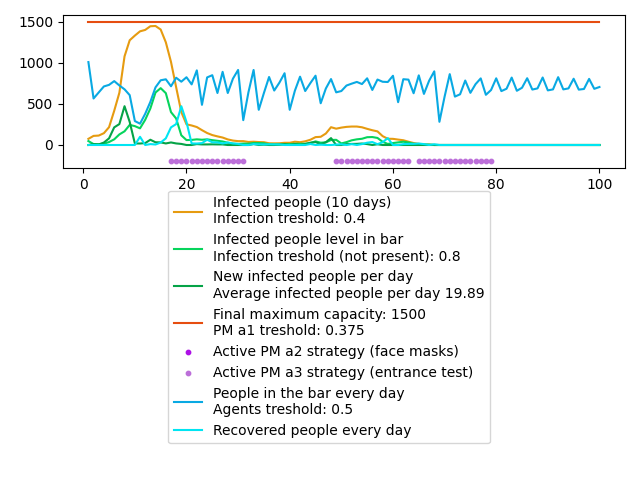 1500
1000
500
0
0
20
40
60
80
100
Infected people (10 days)
Infection treshold: 0.4
Infected people level in bar
Infection treshold (not present): 0.8
New infected people per day
Average infected people per day 19.89
Final maximum capacity: 1500
PM a1 treshold: 0.375
Active PM a2 strategy (face masks)
Active PM a3 strategy (entrance test)
People in the bar every day
Agents treshold: 0.5
Recovered people every day